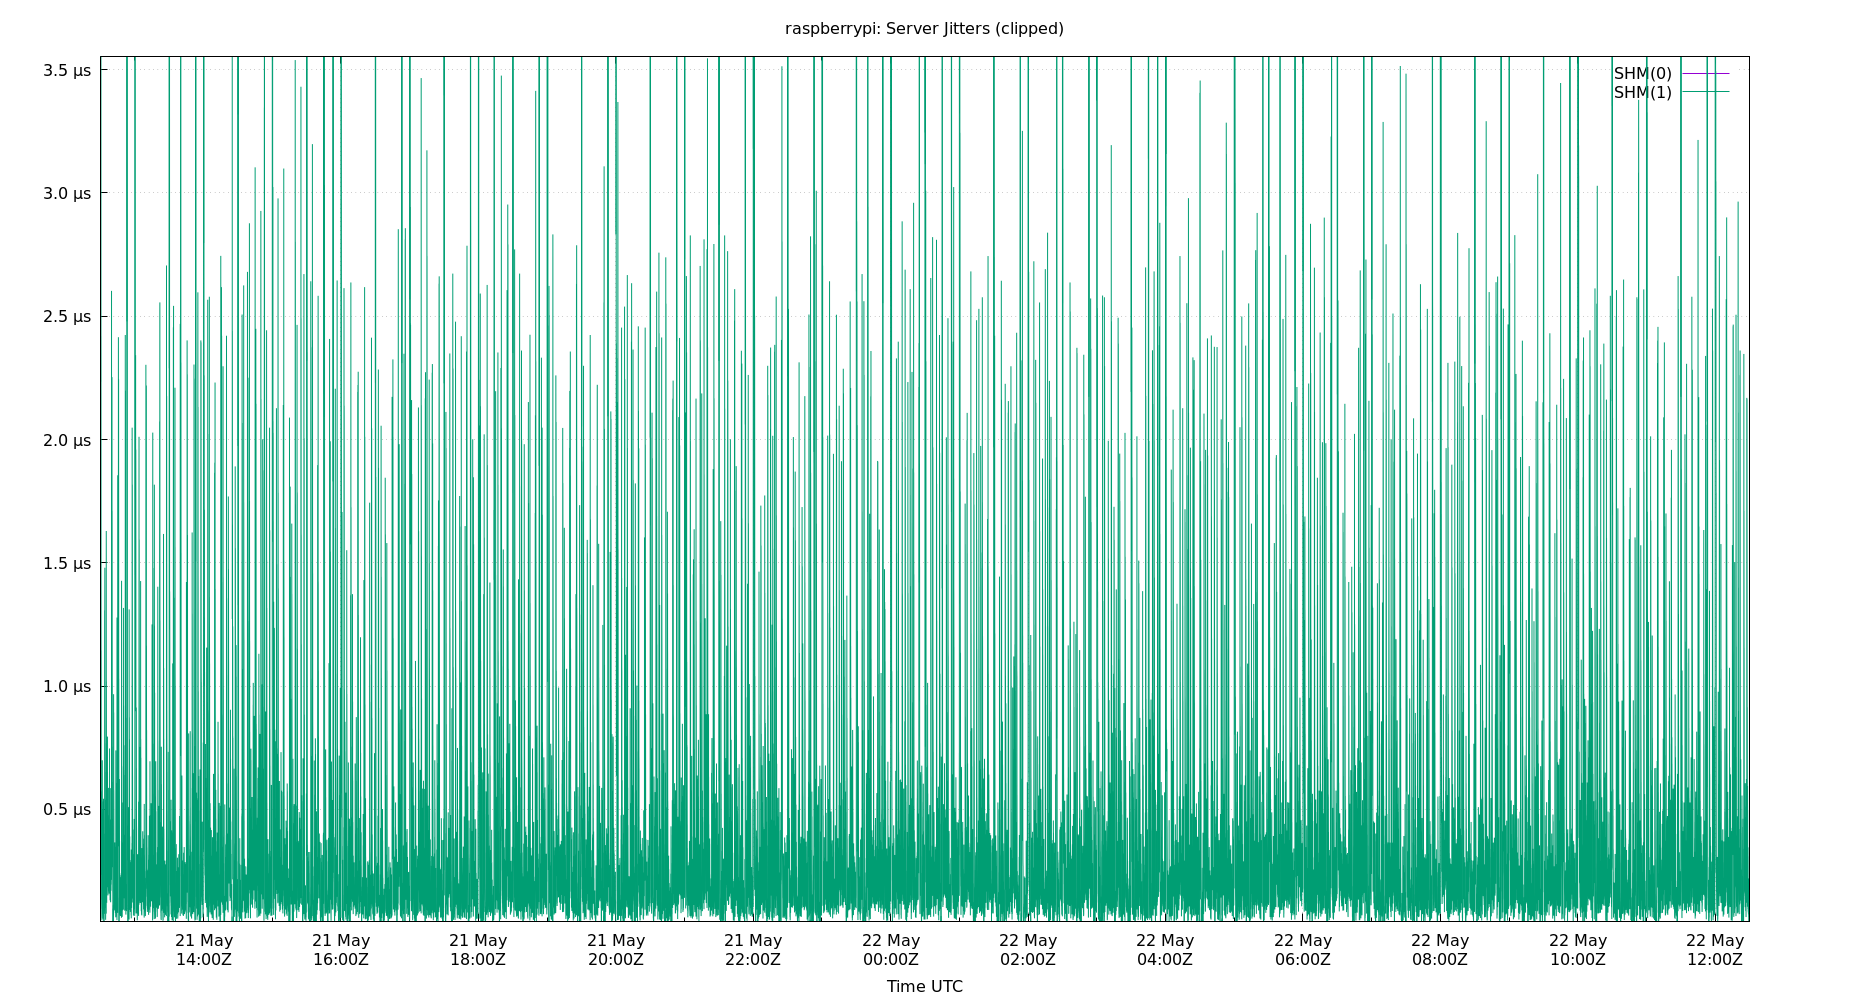 raspberrypi: Server Jitters (clipped)
3.5 µs
SHM(0)
SHM(1)
3.0 µs
2.5 µs
2.0 µs
1.5 µs
1.0 µs
0.5 µs
21 May 21 May 21 May 21 May 21 May 22 May 22 May 22 May 22 May 22 May 22 May 22 May
14:00Z 16:00Z 18:00Z 20:00Z 22:00Z 00:00Z 02:00Z 04:00Z 06:00Z 08:00Z 10:00Z 12:00Z
Time UTC